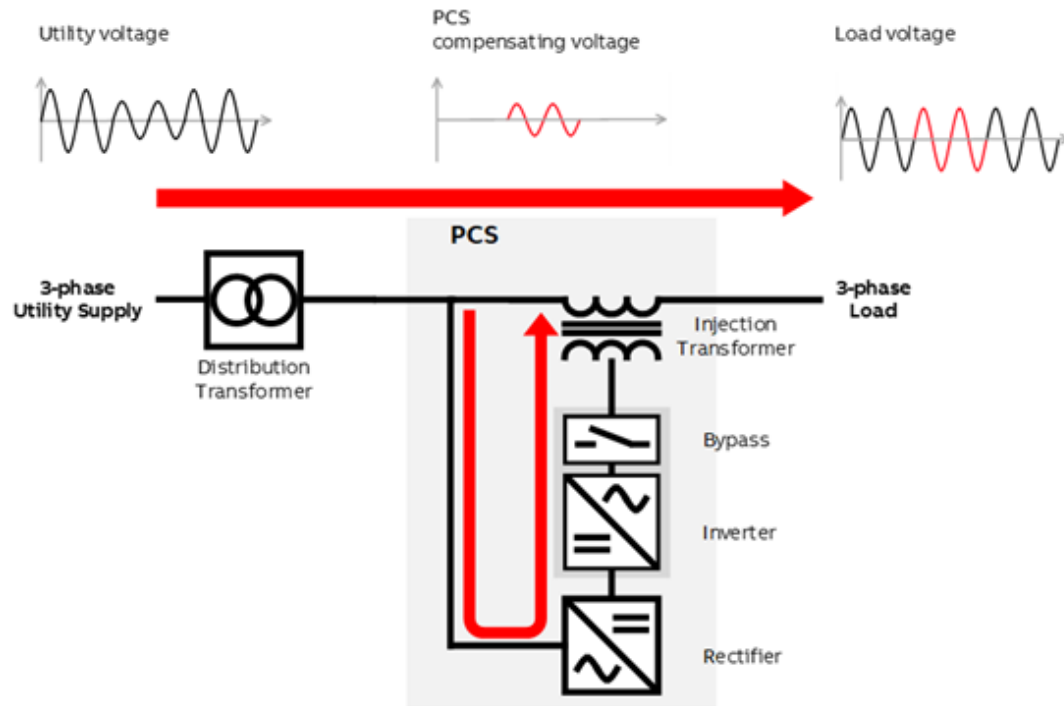 Utility voltage
PCS
compensating voltage
Load voltage
PCS
3-phase
Utility Supply
Distribution
Transformer
Injection
Transformer
3-phase
Load
Bypass
Inverter
Rectifier